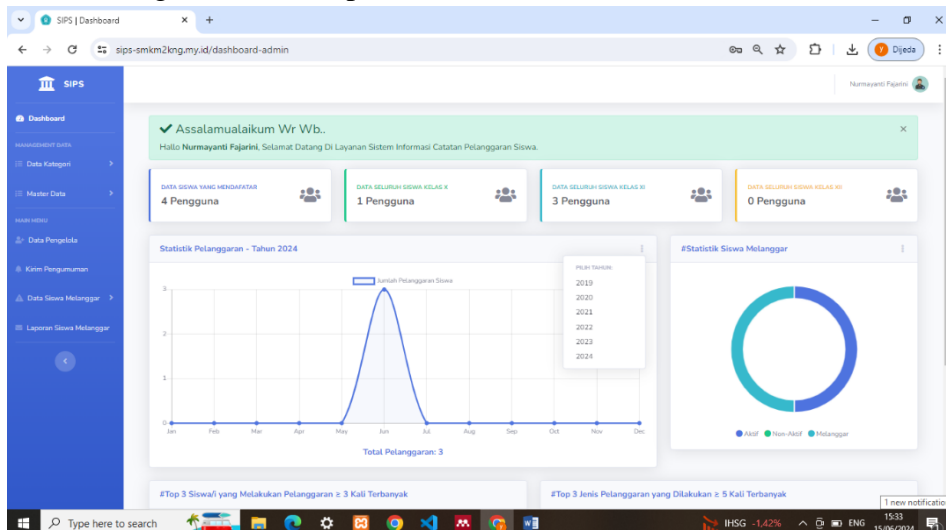 SIPS | Dashboard
sips-smkm2kng.my.id/dashboard-admin
Dijeda
SIPS
Nurmayanti Fajarini
Dashboard
MANAGEMENT DATA
Data Kategori
Master Data
MAIN MENU
Data Pengelola
Kirim Pengumuman
Data Siswa Melanggar
Laporan Siswa Melanggar
Assalamualaikum Wr Wb..
Hallo Nurmayanti Fajarini, Selamat Datang Di Layanan Sistem Informasi Catatan Pelanggaran Siswa.
DATA SISWA YANG MENDAFATAR
4 Pengguna
DATA SELURUH SISWA KELAS X
1 Pengguna
DATA SELURUH SISWA KELAS XI
3 Pengguna
DATA SELURUH SISWA KELAS XII
0 Pengguna
Statistik Pelanggaran - Tahun 2024
Jumlah Pelanggaran Siswa
3
2
1
0
Jan Feb Mar Apr May Jun Jul Aug Sep Oct Nov Dec
Total Pelanggaran: 3
PILIH TAHUN:
2019
2020
2021
2022
2023
2024
#Statistik Siswa Melanggar
Aktif Non-Aktif Melanggar
#Top 3 Siswa/i yang Melakukan Pelanggaran ≥ 3 Kali Terbanyak
#Top 3 Jenis Pelanggaran yang Dilakukan ≥ 5 Kali Terbanyak
1 new notificatio
Type here to search
IHSG -1,42%
ENG
15:33
15/06/2024